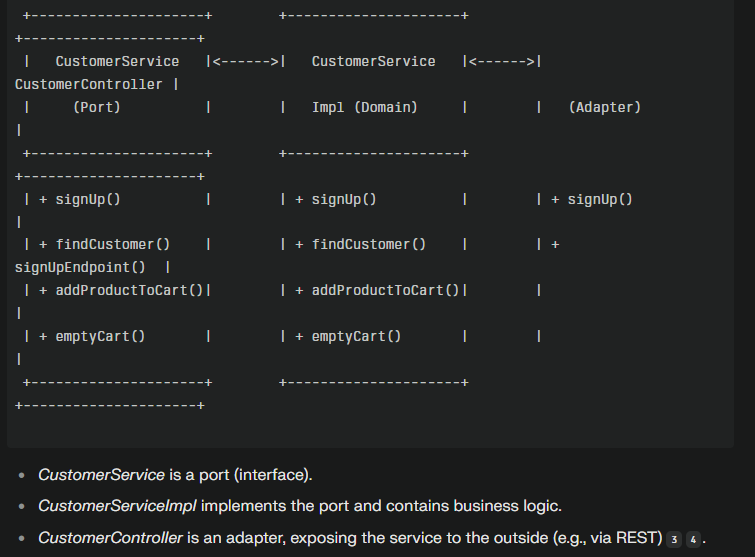 +---------------------+        +---------------------+
+---------------------+
|   CustomerService   |<------>|   CustomerService   |<------>|
CustomerController |
|     (Port)          |        |   Impl (Domain)     |        |   (Adapter)
|
+---------------------+        +---------------------+
+---------------------+
| + signUp()          |        | + signUp()          |        | + signUp()
|
| + findCustomer()    |        | + findCustomer()    |        | +
signUpEndpoint()  |
| + addProductToCart()|        | + addProductToCart()|        |
|
| + emptyCart()       |        | + emptyCart()       |        |
|
+---------------------+        +---------------------+
+---------------------+
• CustomerService is a port (interface).
• CustomerServiceImpl implements the port and contains business logic.
• CustomerController is an adapter, exposing the service to the outside (e.g., via REST) 3 4 .